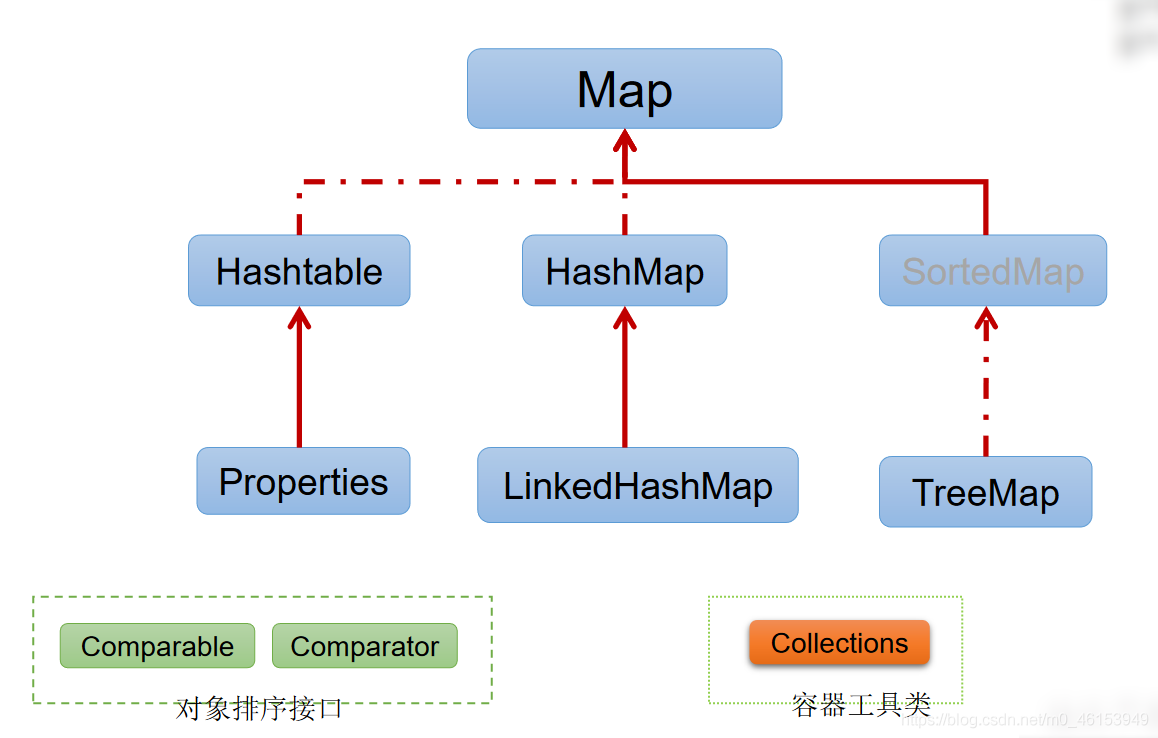 Map
Hashtable
HashMap
SortedMap
Properties
LinkedHashMap
TreeMap
Comparable
Comparator
Collections
对象排序接口
容器工具类
https://blog.csdn.net/m0_46153949